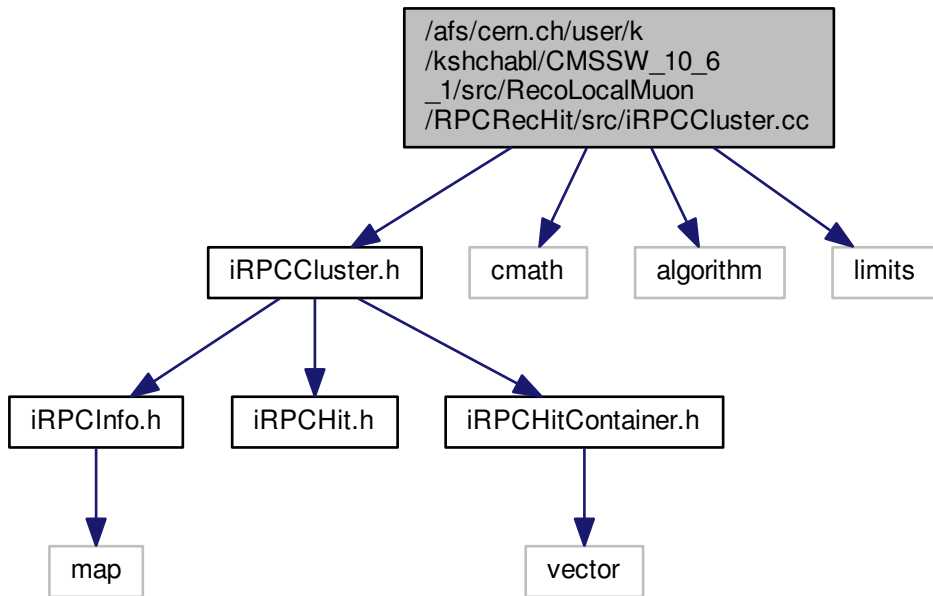 /afs/cern.ch/user/k
/kshchabl/CMSSW_10_6
_1/src/RecoLocalMuon
/RPCRecHit/src/iRPCCluster.cc
iRPCCluster.h
cmath
algorithm
limits
iRPCInfo.h
iRPCHit.h
iRPCHitContainer.h
map
vector